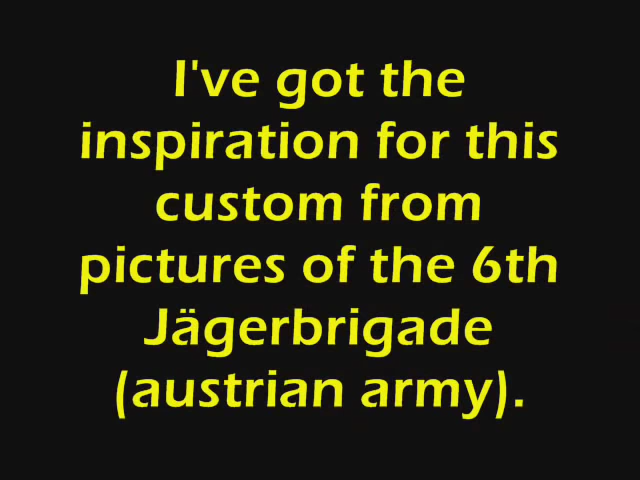 I've got the
inspiration for this
custom from
pictures of the 6th
Jägerbrigade
(austrian army).